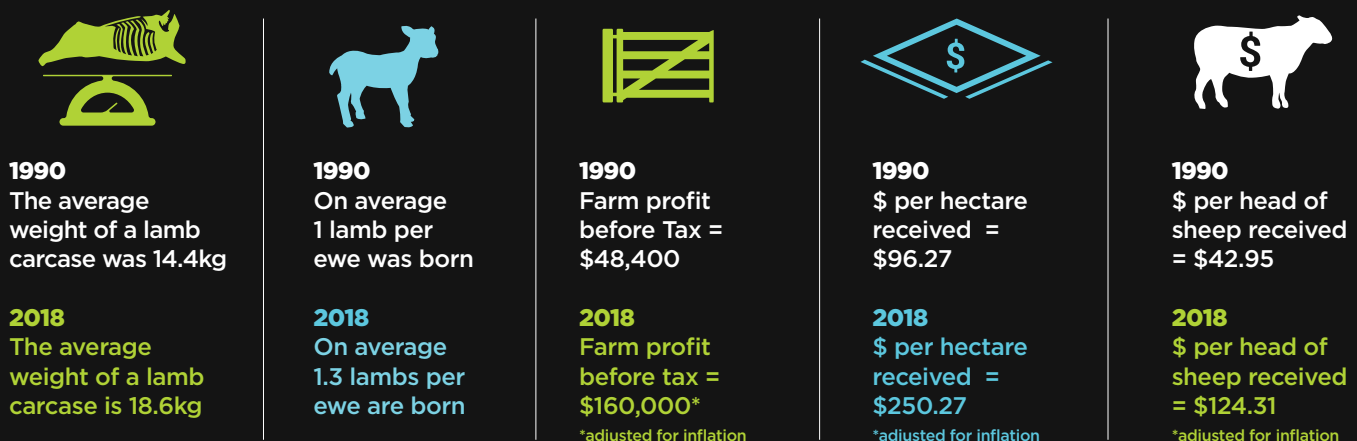 $
$
1990
The average
weight of a lamb
carcase was 14.4kg
2018
The average
weight of a lamb
carcase is 18.6kg
1990
On average
1 lamb per
ewe was born
2018
On average
1.3 lambs per
ewe are born
1990
Farm profit
before Tax =
$48,400
2018
Farm profit
before tax =
$160,000*
*adjusted for inflation
1990
$ per hectare
received =
$96.27
2018
$ per hectare
received =
$250.27
*adjusted for inflation
1990
$ per head of
sheep received
= $42.95
2018
$ per head of
sheep received
= $124.31
*adjusted for inflation